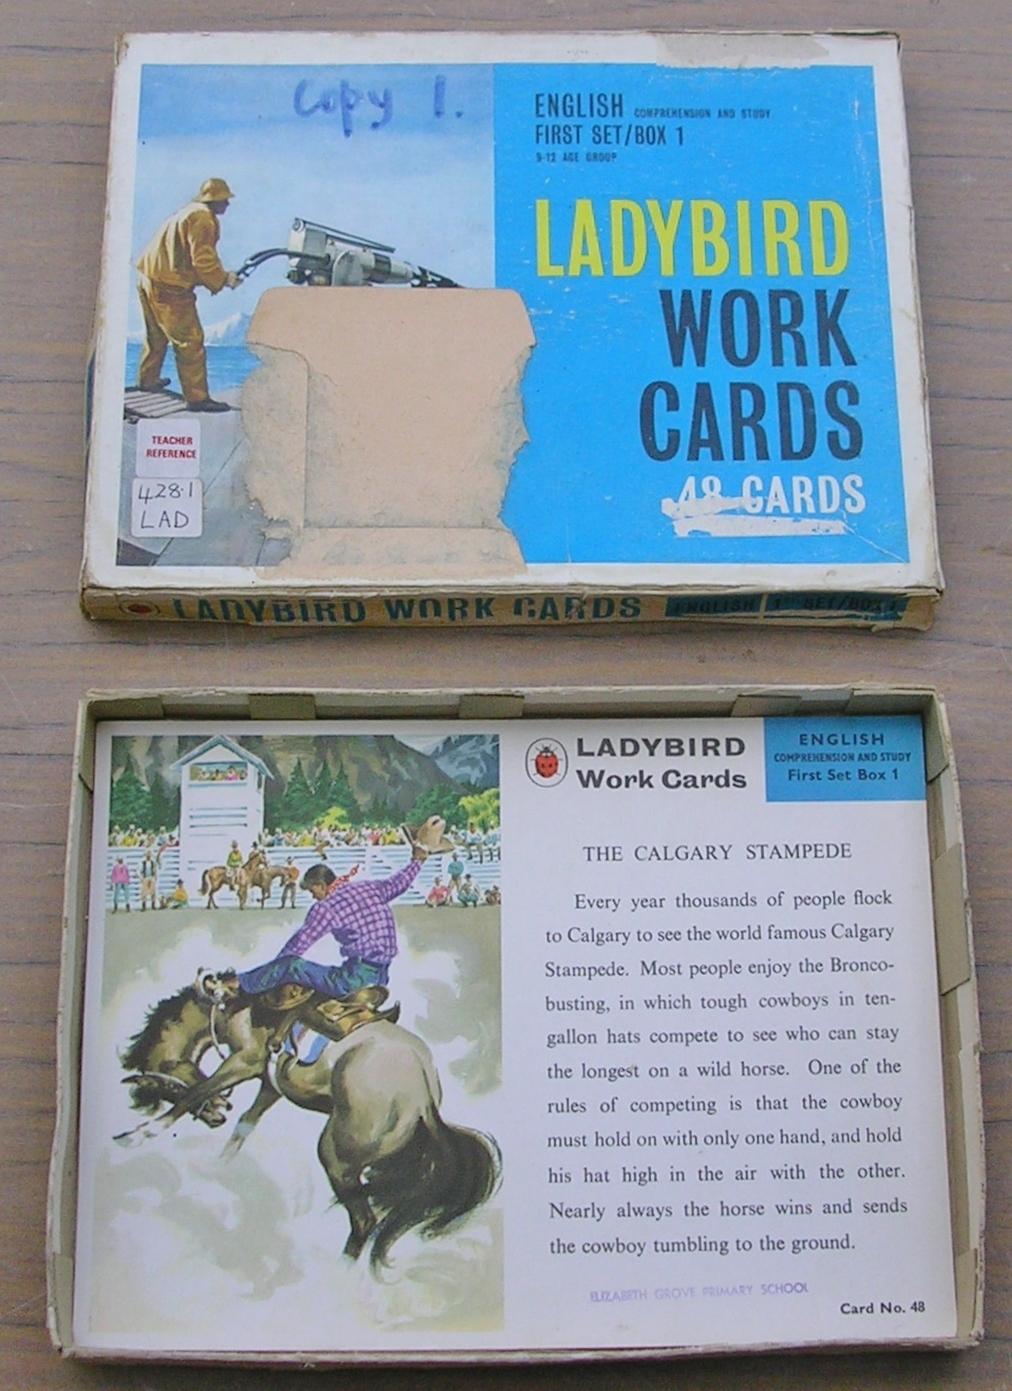 Copy 1.
ENGLISH COMPREHENSION AND STUDY
FIRST SET/BOX 1
9-12 AGE GROUP
LADYBIRD
WORK
CARDS
48 CARDS
TEACHER
REFERENCE
428.1
LAD
LADYBIRD WORK CARDS ENGLISH 1st SET/BOX 1
LADYBIRD
Work Cards
ENGLISH
COMPREHENSION AND STUDY
First Set Box 1
THE CALGARY STAMPEDE
Every year thousands of people flock
to Calgary to see the world famous Calgary
Stampede. Most people enjoy the Bronco-
busting, in which tough cowboys in ten-
gallon hats compete to see who can stay
the longest on a wild horse. One of the
rules of competing is that the cowboy
must hold on with only one hand, and hold
his hat high in the air with the other.
Nearly always the horse wins and sends
the cowboy tumbling to the ground.
ELIZABETH GROVE PRIMARY SCHOOL
Card No. 48